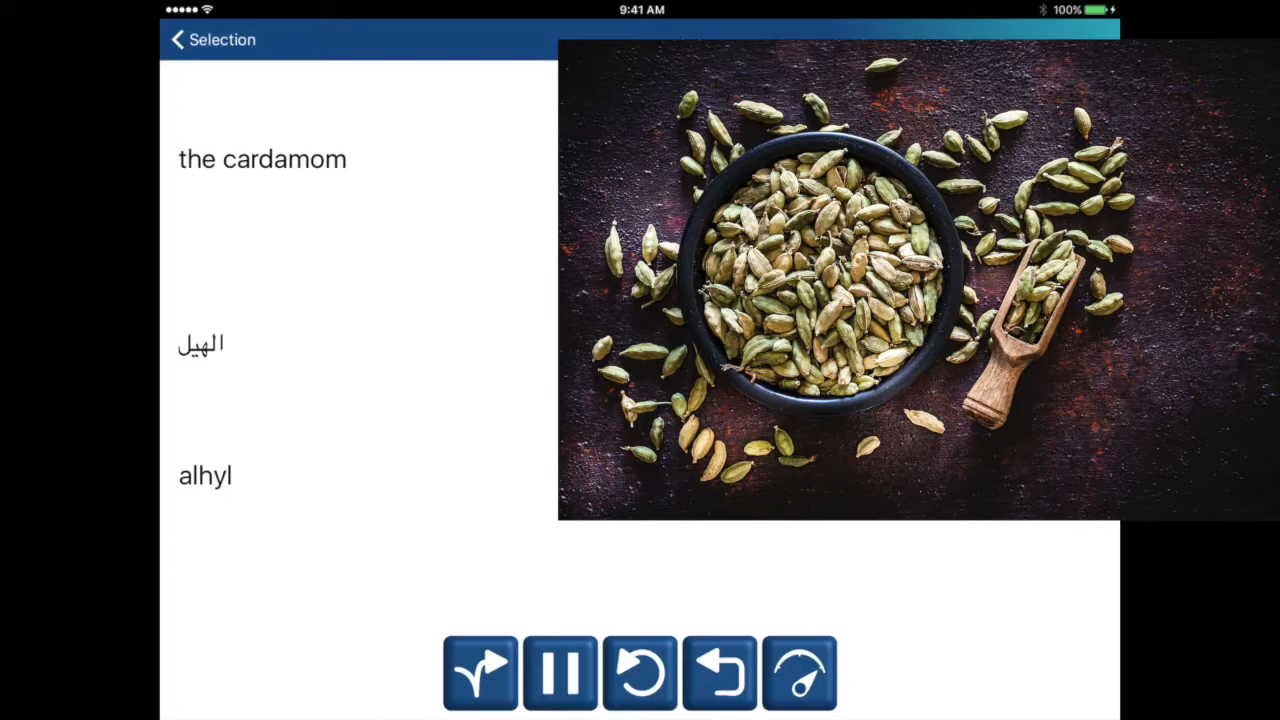 9:41 AM
100%
Selection
the cardamom
الهيل
alhyl